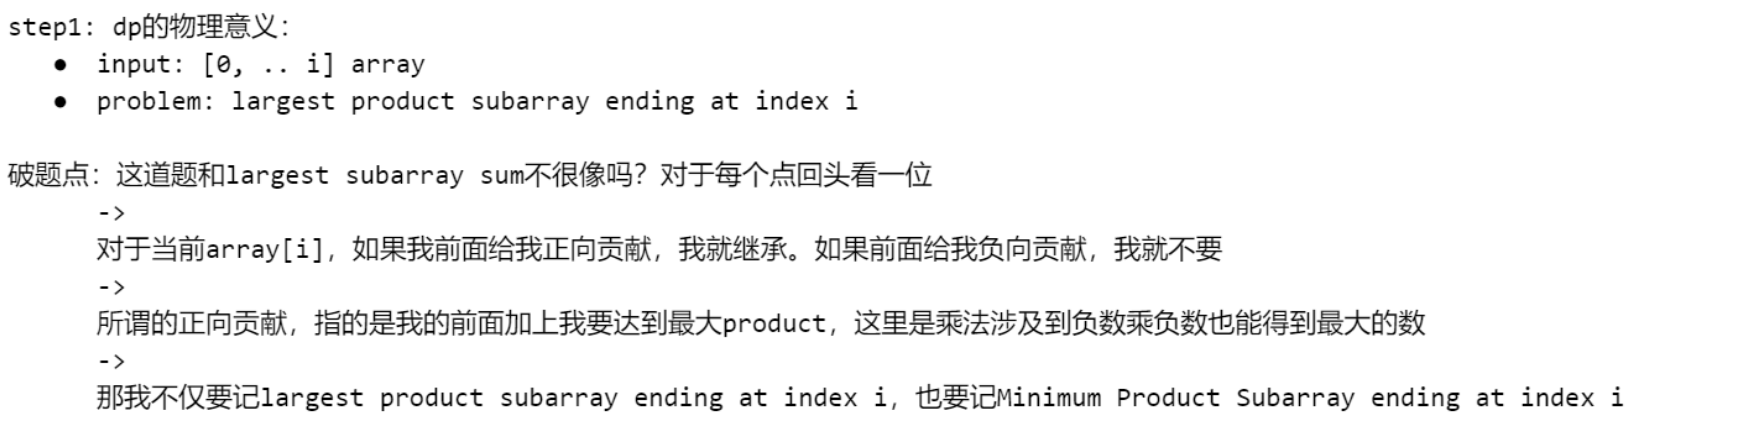 step1: dp的物理意义：
● input: [0, .. i] array
● problem: largest product subarray ending at index i
破题点：这道题和largest subarray sum不很像吗？对于每个点回头看一位
->
对于当前array[i]，如果我前面给我正向贡献，我就继承。如果前面给我负向贡献，我就不要
->
所谓的正向贡献，指的是我的前面加上我要达到最大product，这里是乘法涉及到负数乘负数也能得到最大的数
->
那我不仅要记largest product subarray ending at index i，也要记Minimum Product Subarray ending at index i